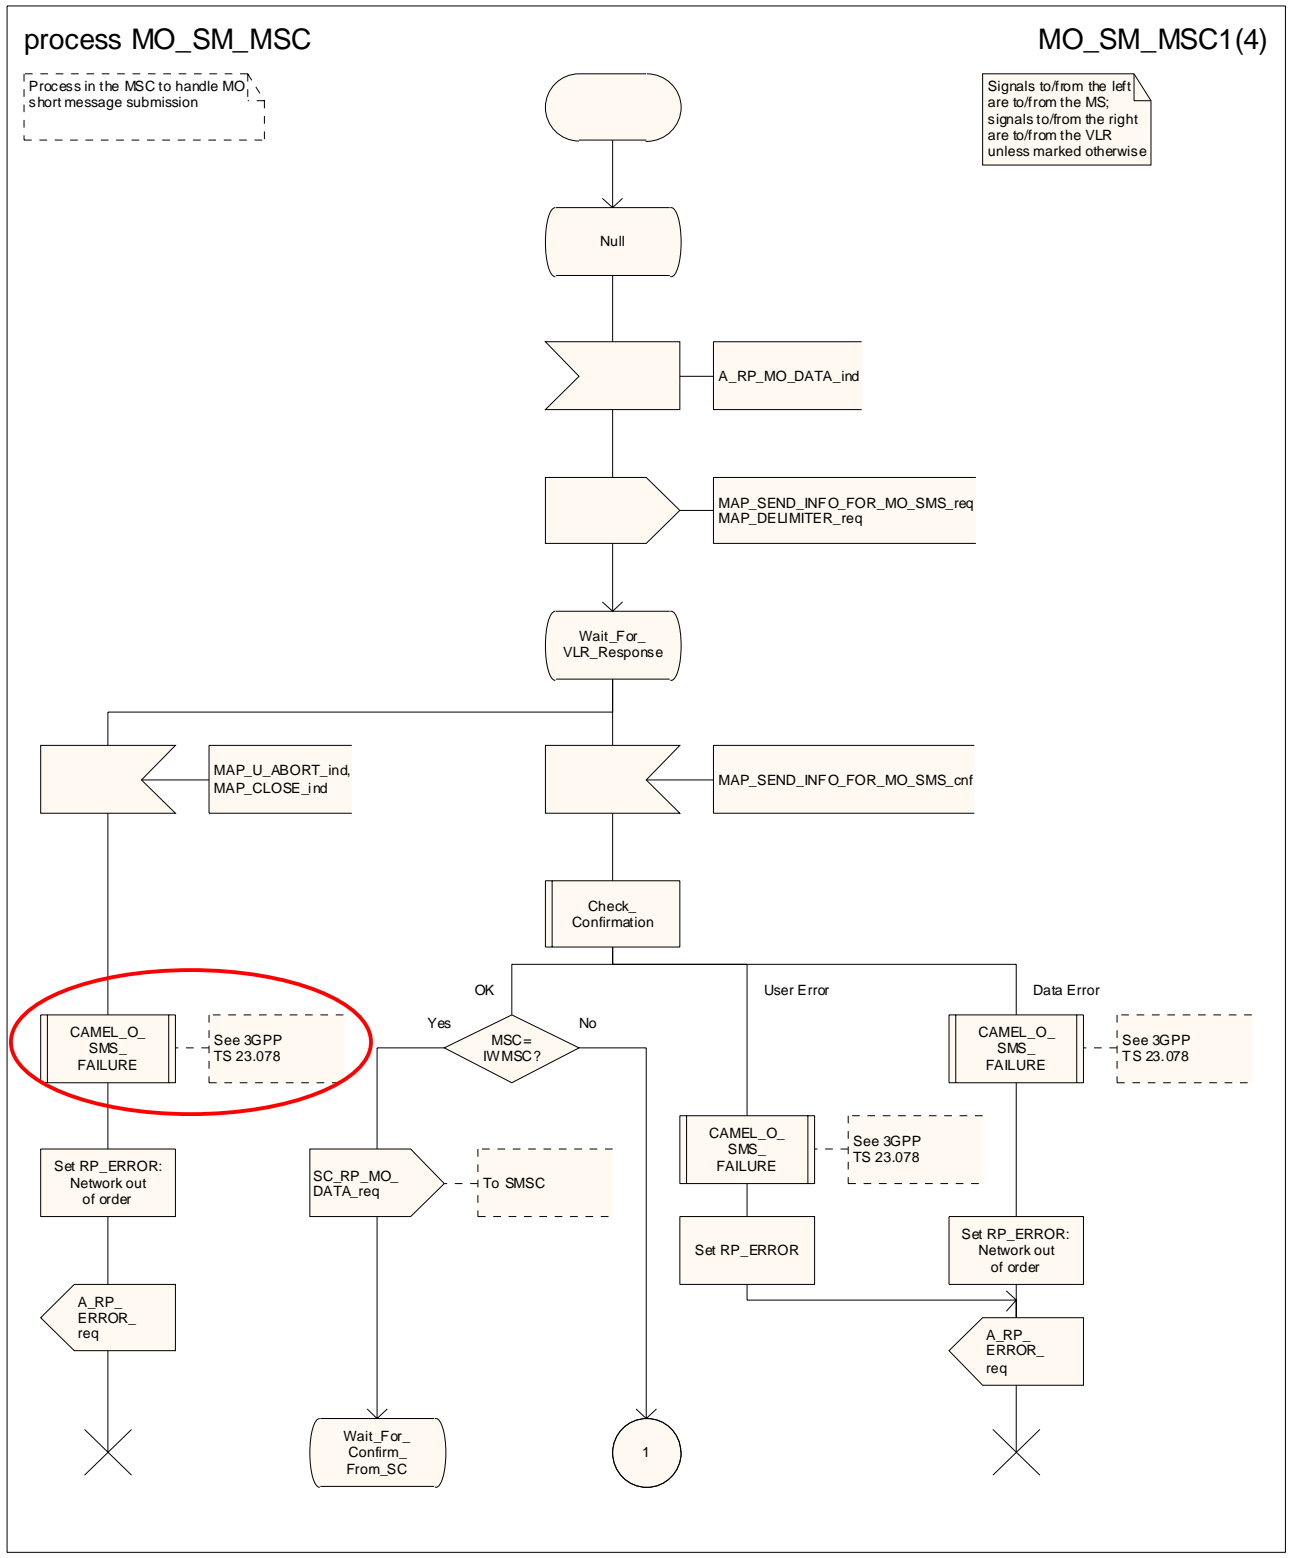 process MO_SM_MSC
MO_SM_MSC1(4)
Process in the MSC to handle MO
short message submission
Signals to/from the left
are to/from the MS;
signals to/from the right
are to/from the VLR
unless marked otherwise
Null
A_RP_MO_DATA_ind
MAP_SEND_INFO_FOR_MO_SMS_req
MAP_DELIMITER_req
Wait_For_
VLR_Response
MAP_U_ABORT_ind,
MAP_CLOSE_ind
MAP_SEND_INFO_FOR_MO_SMS_cnf
Check_
Confirmation
OK
User Error
Data Error
Yes
No
MSC=
IWMSC?
CAMEL_O_
SMS_
FAILURE
See 3GPP
TS 23.078
CAMEL_O_
SMS_
FAILURE
See 3GPP
TS 23.078
CAMEL_O_
SMS_
FAILURE
See 3GPP
TS 23.078
Set RP_ERROR:
Network out
of order
SC_RP_MO_
DATA_req
To SMSC
Set RP_ERROR
Set RP_ERROR:
Network out
of order
A_RP_
ERROR_
req
A_RP_
ERROR_
req
Wait_For_
Confirm_
From_SC
1